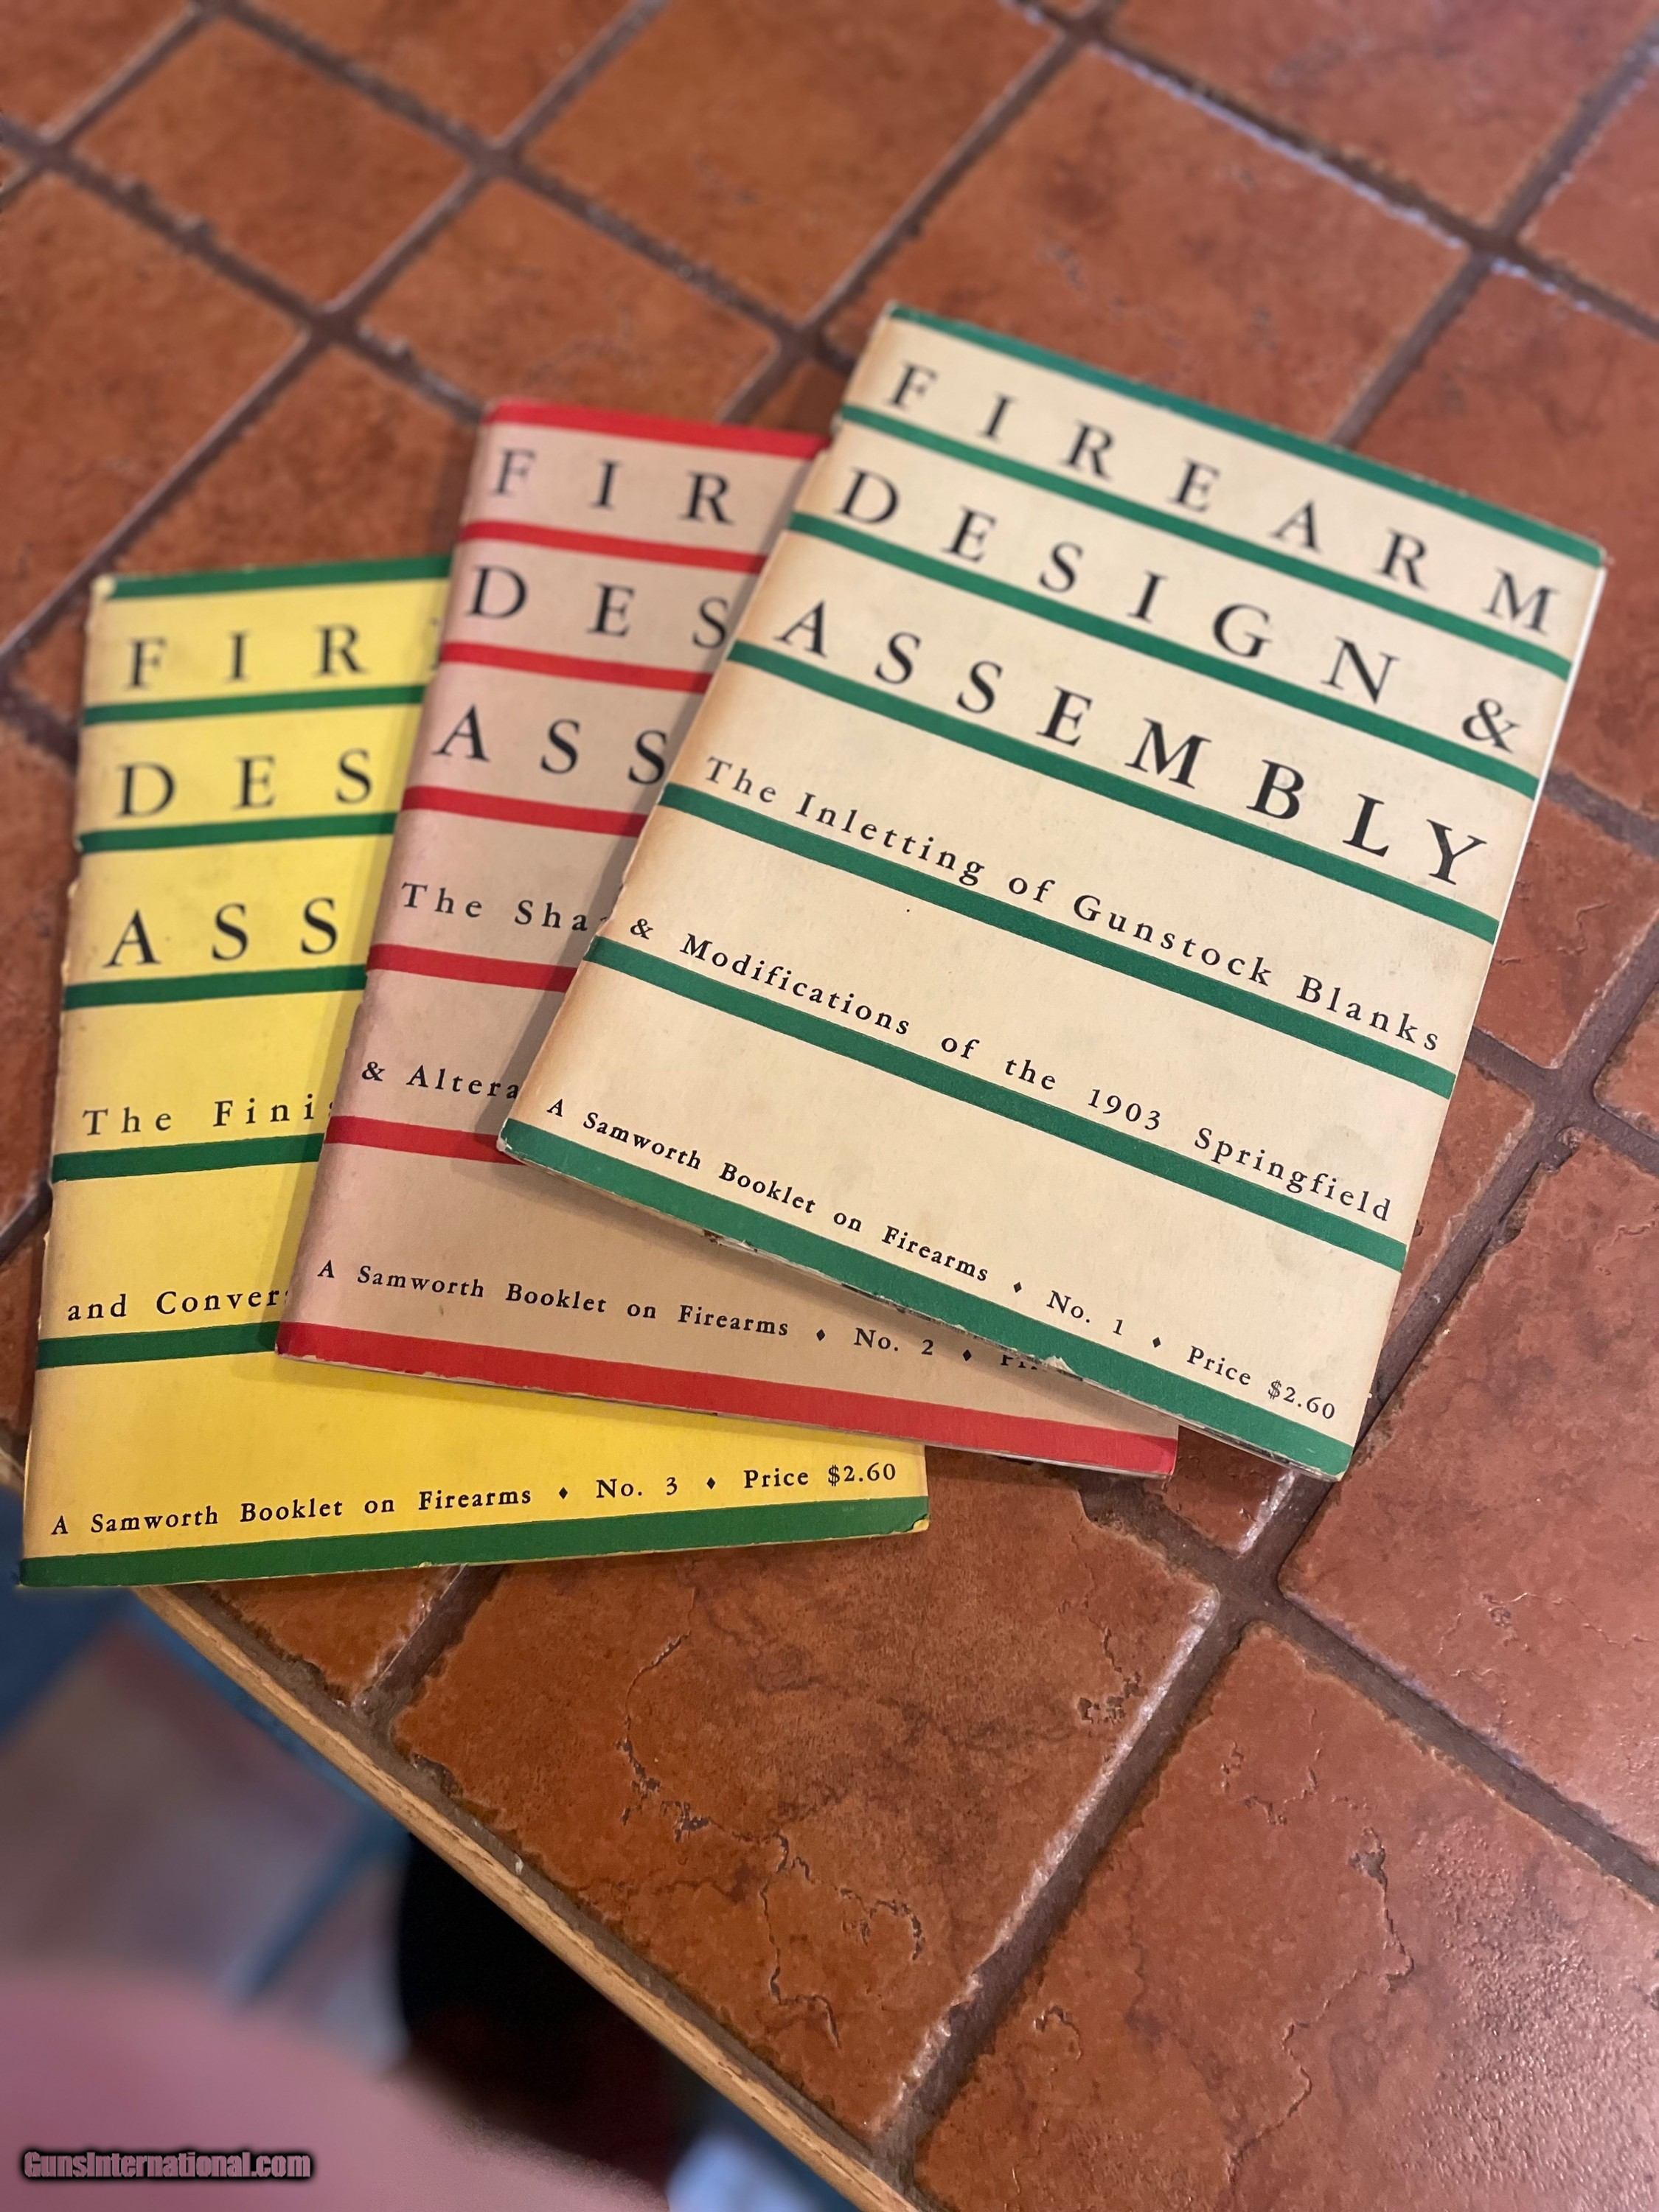 FIREARM
DESIGN &
ASSEMBLY
The Inletting of Gunstock Blanks
& Modifications of the 1903 Springfield
A Samworth Booklet on Firearms ♦ No. 1 ♦ Price $2.60
FIR
DES
ASS
The Sha
& Altera
A Samworth Booklet on Firearms ♦ No. 2 ♦
FIR
DES
ASS
The Fini
and Conver
A Samworth Booklet on Firearms ♦ No. 3 ♦ Price $2.60
GunsInternational.com